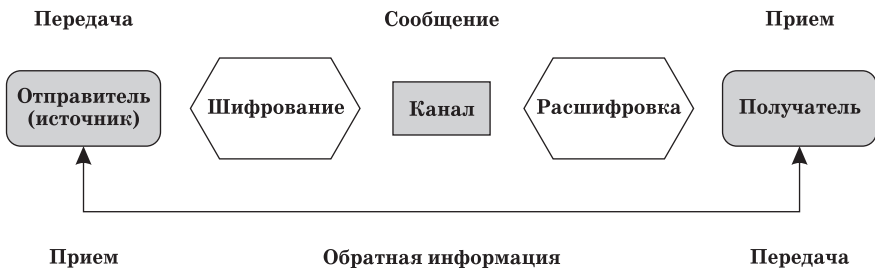 Передача
Сообщение
Прием
Отправитель
(источник)
Шифрование
Канал
Расшифровка
Получатель
Прием
Обратная информация
Передача